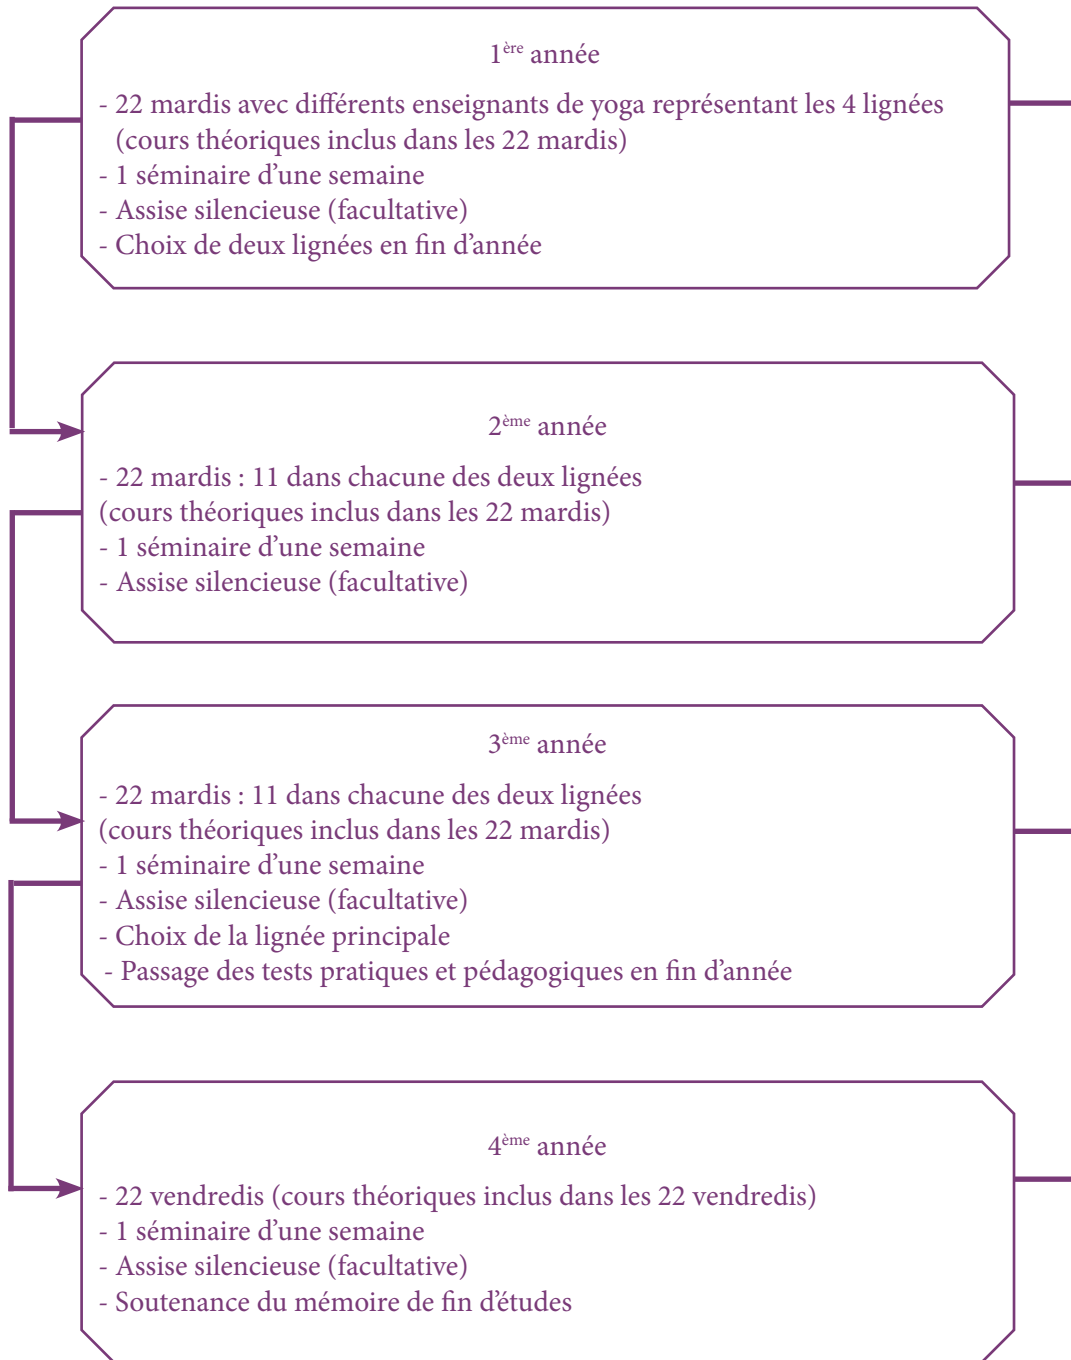 1ère année
- 22 mardis avec différents enseignants de yoga représentant les 4 lignées
(cours théoriques inclus dans les 22 mardis)
- 1 séminaire d’une semaine
- Assise silencieuse (facultative)
- Choix de deux lignées en fin d’année
2ème année
- 22 mardis : 11 dans chacune des deux lignées
(cours théoriques inclus dans les 22 mardis)
- 1 séminaire d’une semaine
- Assise silencieuse (facultative)
3ème année
- 22 mardis : 11 dans chacune des deux lignées
(cours théoriques inclus dans les 22 mardis)
- 1 séminaire d’une semaine
- Assise silencieuse (facultative)
- Choix de la lignée principale
- Passage des tests pratiques et pédagogiques en fin d’année
4ème année
- 22 vendredis (cours théoriques inclus dans les 22 vendredis)
- 1 séminaire d’une semaine
- Assise silencieuse (facultative)
- Soutenance du mémoire de fin d’études